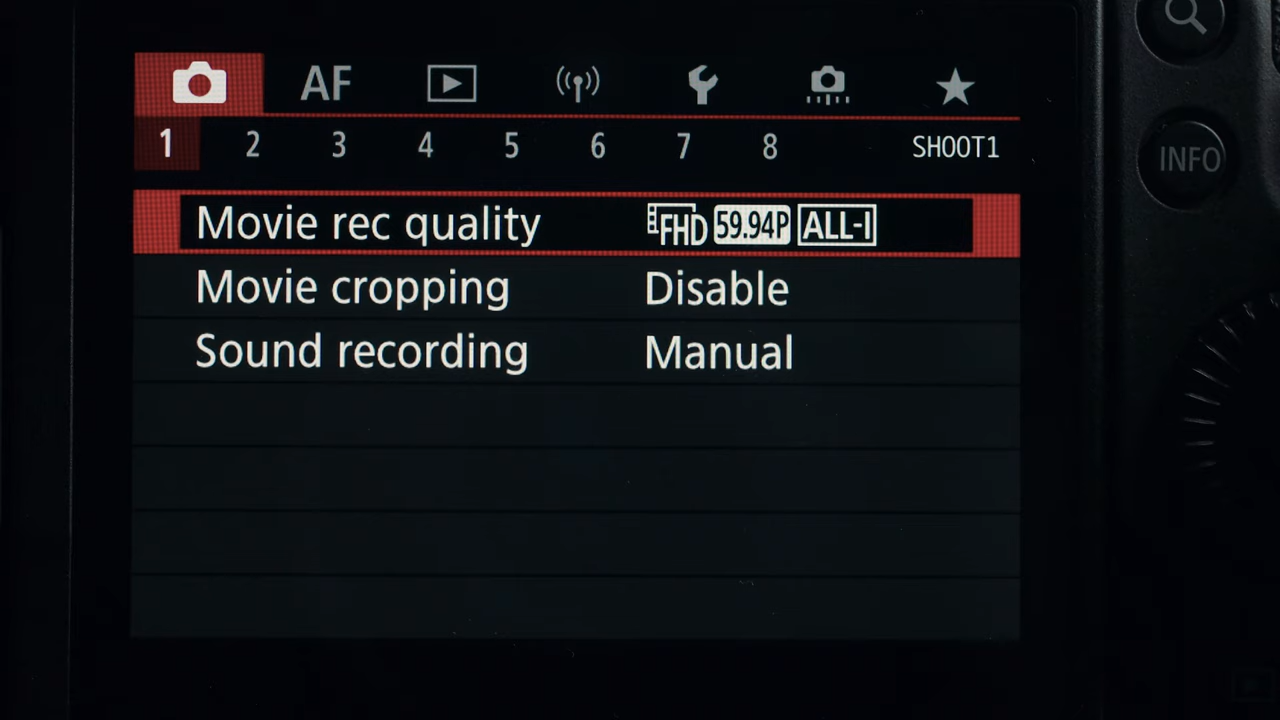 AF
1 2 3 4 5 6 7 8 SHOOT1
INFO
Movie rec quality FHD 59.94P ALL-I
Movie cropping Disable
Sound recording Manual